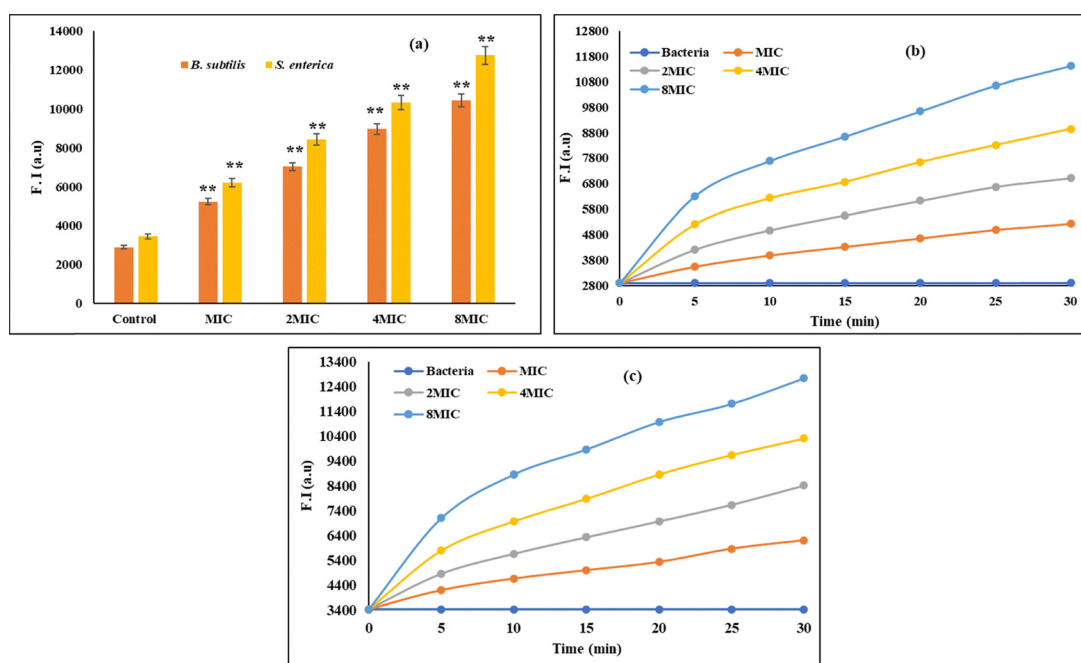 (a)
B. subtilis S. enterica
F. I (a.u)
14000
12000
10000
8000
6000
4000
2000
0
** ** ** ** ** ** ** **
Control MIC 2MIC 4MIC 8MIC
(b)
Bacteria MIC
2MIC 4MIC
8MIC
F.I (a.u)
12800
11800
10800
9800
8800
7800
6800
5800
4800
3800
2800
0 5 10 15 20 25 30
Time (min)
(c)
Bacteria MIC
2MIC 4MIC
8MIC
F.I (a.u)
13400
12400
11400
10400
9400
8400
7400
6400
5400
4400
3400
0 5 10 15 20 25 30
Time (min)